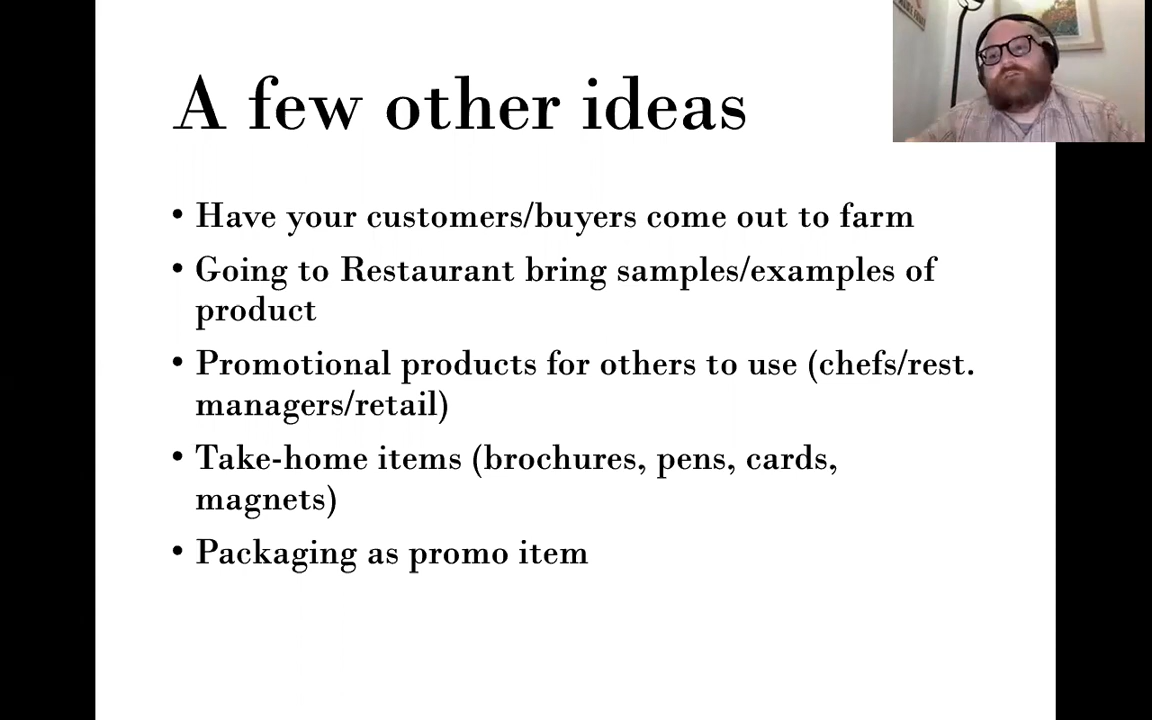 A few other ideas
• Have your customers/buyers come out to farm
• Going to Restaurant bring samples/examples of
product
• Promotional products for others to use (chefs/rest.
managers/retail)
• Take-home items (brochures, pens, cards,
magnets)
• Packaging as promo item